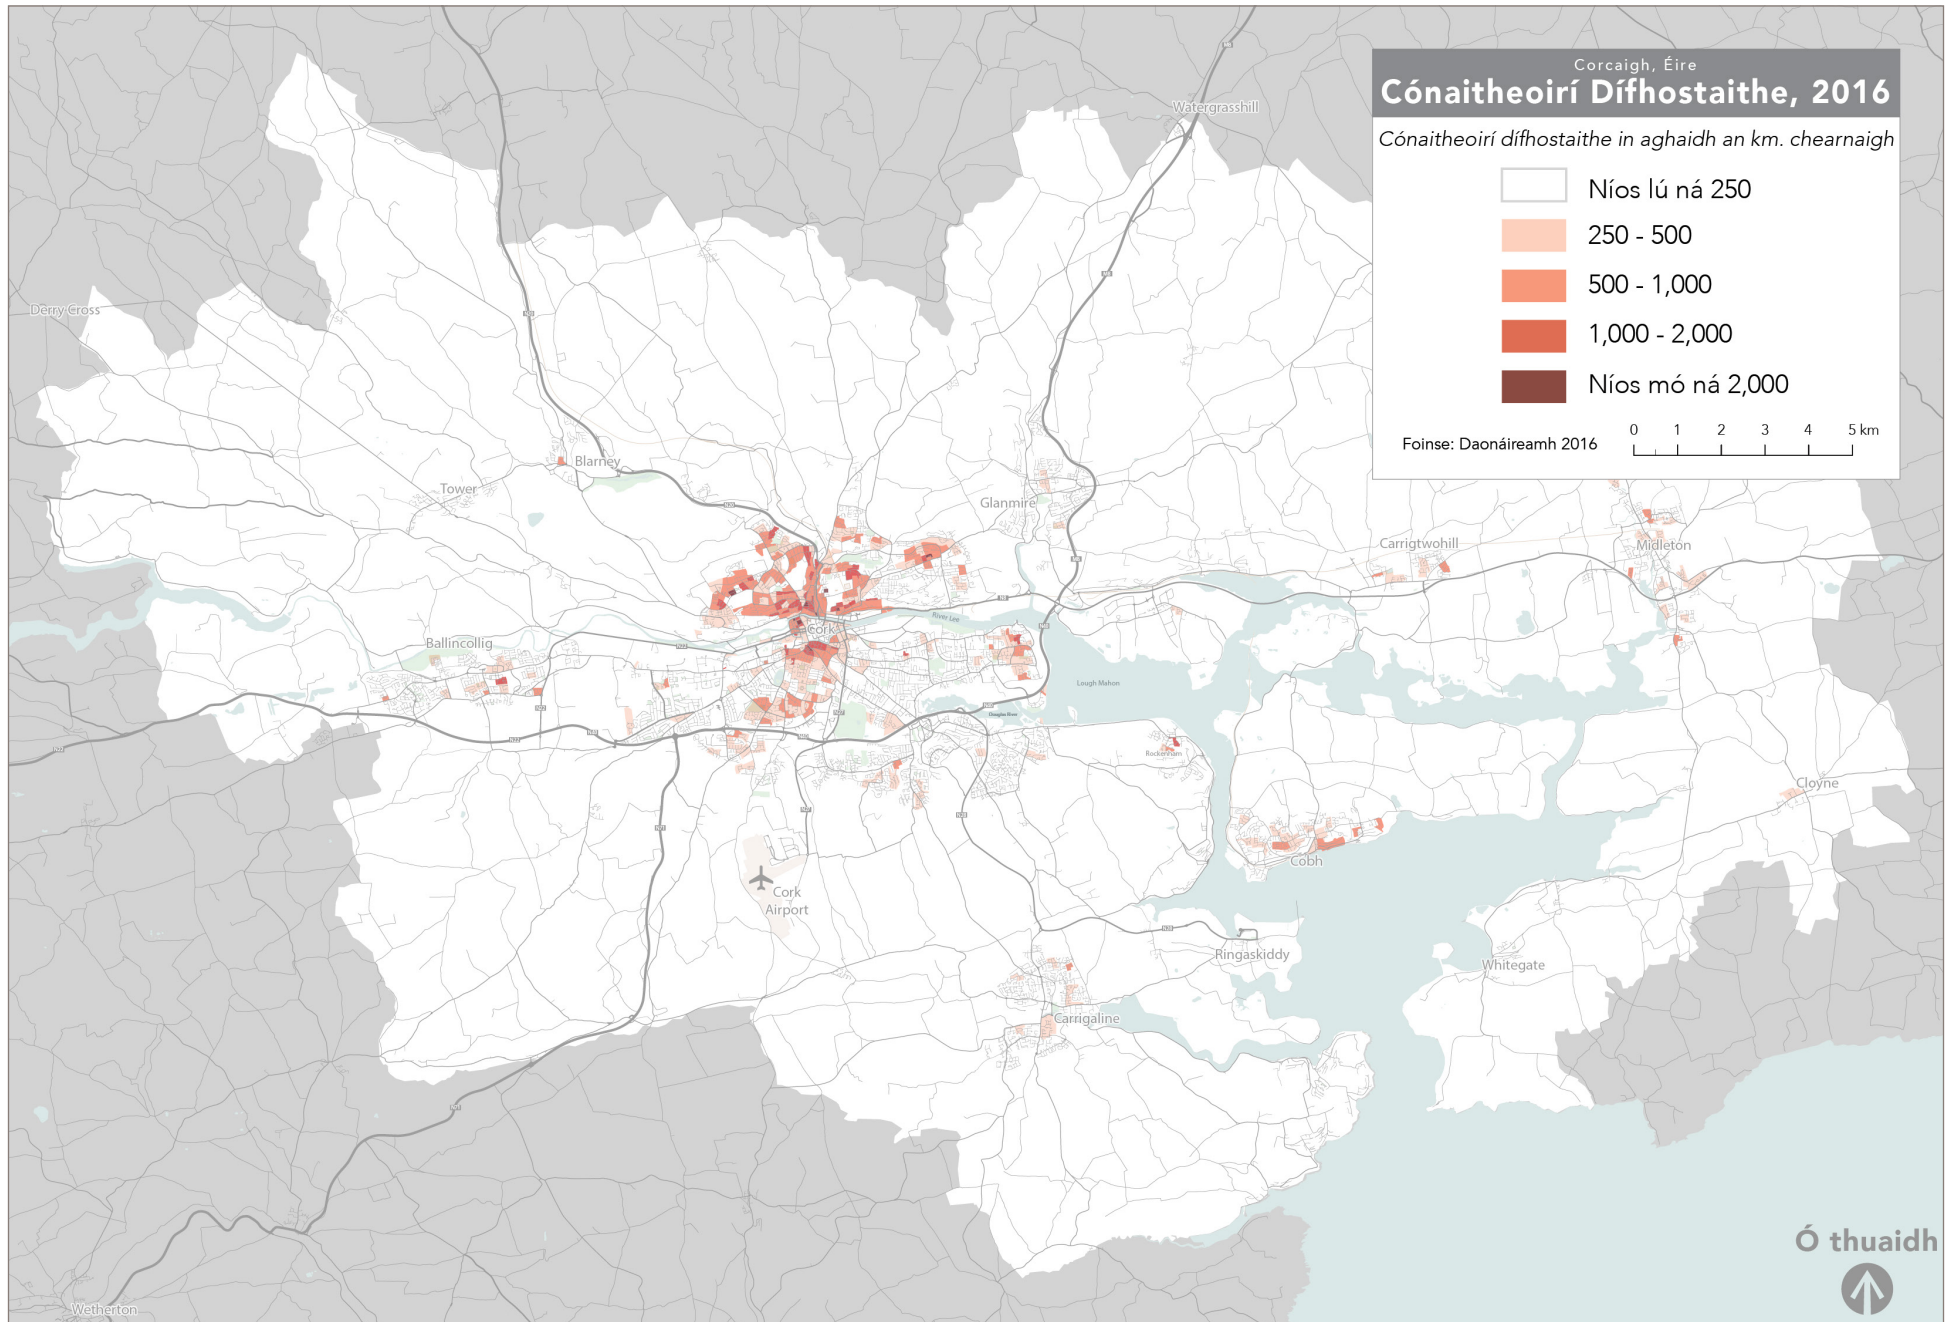 Corcaigh, Éire
Cónaitheoirí Dífhostaithe, 2016
Cónaitheoirí dífhostaithe in aghaidh an km. chearnaigh
Níos lú ná 250
250 - 500
500 - 1,000
1,000 - 2,000
Níos mó ná 2,000
Foinse: Daonáireamh 2016
0 1 2 3 4 5 km
Watergrasshill
Derry Cross
Blarney
Tower
Glanmire
Carrigtwohill
Midleton
River Lee
Cork
Ballincollig
Lough Mahon
Douglas River
Rockenham
Cloyne
Cobh
Cork
Airport
Ringaskiddy
Whitegate
Carrigaline
Ó thuaidh
Wetherton